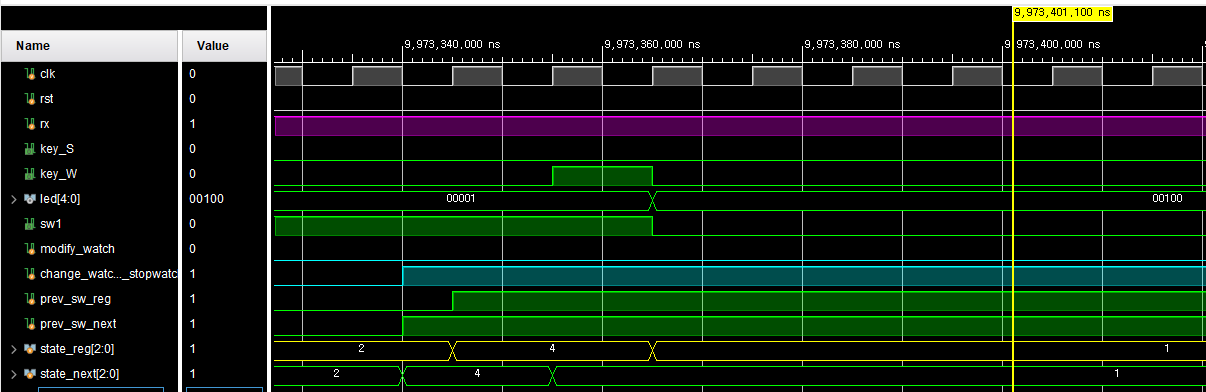 9,973,401,100 ns
Name Value 9,973,340,000 ns 9,973,360,000 ns 9,973,380,000 ns 9,973,400,000 ns
clk 0
rst 0
rx 1
key_S 0
key_W 0
led[4:0] 00100 00001 00100
sw1 0
modify_watch 0
change_watc..._stopwatc 1
prev_sw_reg 1
prev_sw_next 1
state_reg[2:0] 1 2 4 1
state_next[2:0] 1 2 4 1